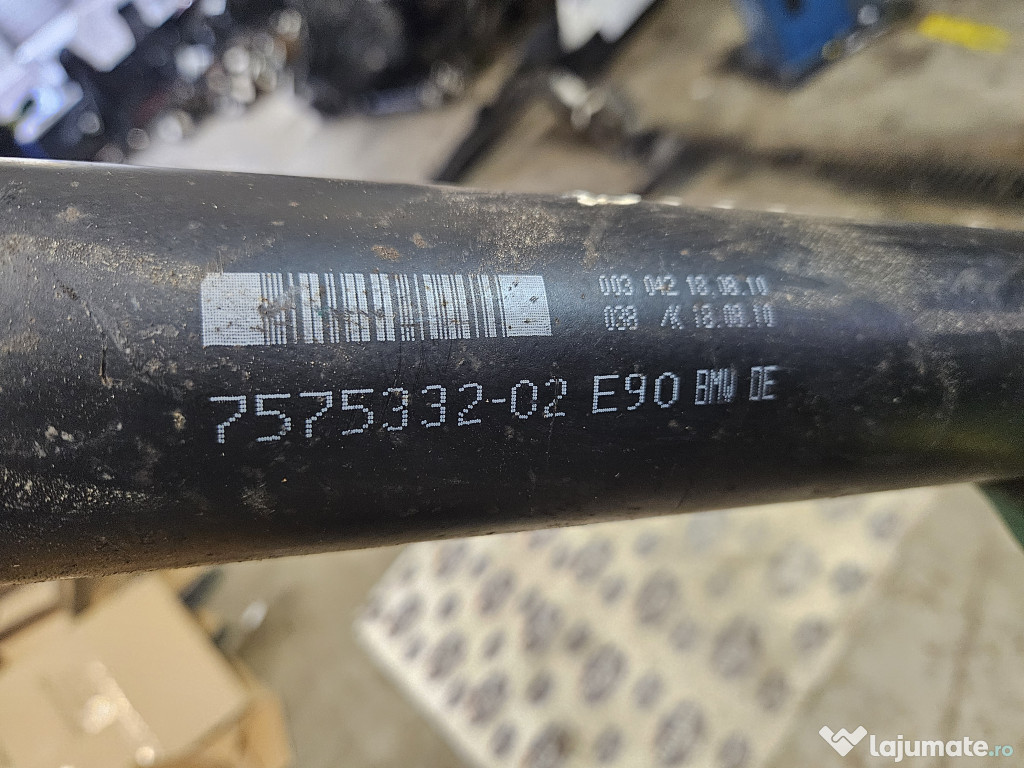 003 042 18.08.10
038 /K 18.08.10
7575332-02 E90 BMW DE
lajumate.ro